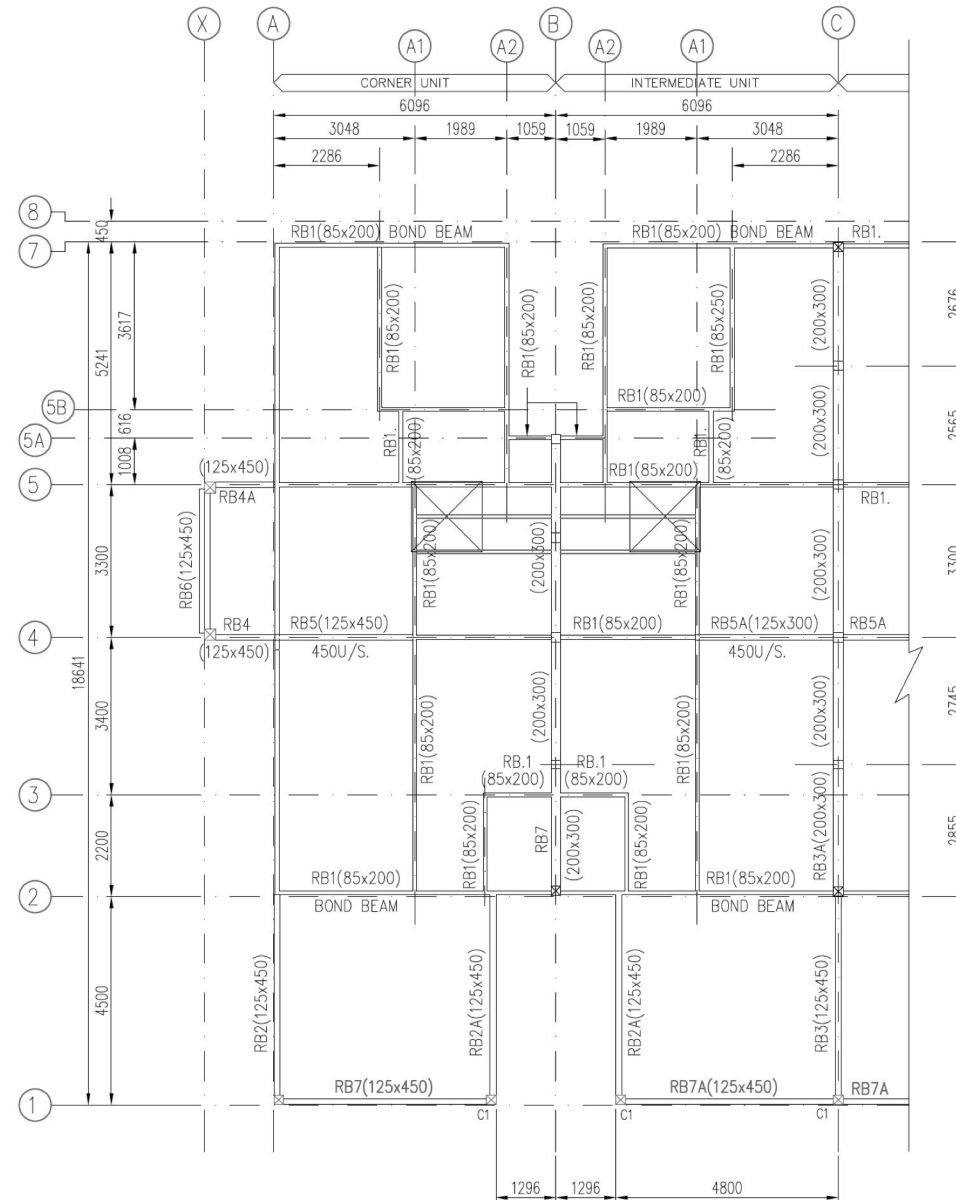 X A B C
A1 A2 A2 A1
CORNER UNIT INTERMEDIATE UNIT
6096 6096
3048 1989 1059 1059 1989 3048
2286 2286
8
450
7
RB1(85x200) BOND BEAM RB1(85x200) BOND BEAM RB1.
3617
5241
RB1(85x200)
RB1(85x200)
RB1(85x200)
RB1(85x250)
(200x300)
2676
5B
616
RB1(85x200)
5A
1008
RB1.
(85x200)
RB1.
(85x200)
(200x300)
2565
(125x450) RB1(85x200)
5
RB4A RB1.
3300
RB6(125x450)
RB1(85x200)
(200x300)
RB1(85x200)
(200x300)
3300
RB4 RB5(125x450) RB1(85x200) RB5A(125x300) RB5A
4
(125x450) 450U/S. 450U/S.
18641
3400
RB1(85x200)
(200x300)
RB1(85x200)
(200x300)
2745
RB.1 RB.1
(85x200) (85x200)
3
2200
RB1(85x200)
RB7
(200x300)
RB1(85x200)
RB3A(200x300)
2855
RB1(85x200) RB1(85x200)
2
BOND BEAM BOND BEAM
4500
RB2(125x450)
RB2A(125x450)
RB2A(125x450)
RB3(125x450)
RB7(125x450) RB7A(125x450) RB7A
1
C1 C1 C1
1296 1296 4800